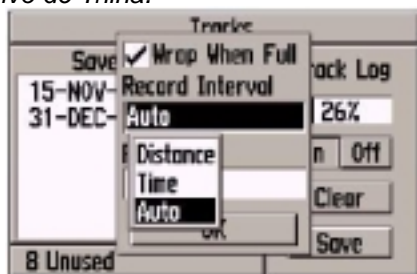 Tracks
Save
✓ Wrap When Full
Track Log
Record Interval
15-NOV-
31-DEC-
Auto
26%
Distance
Time
Auto
Off
Clear
OK
Save
8 Unused